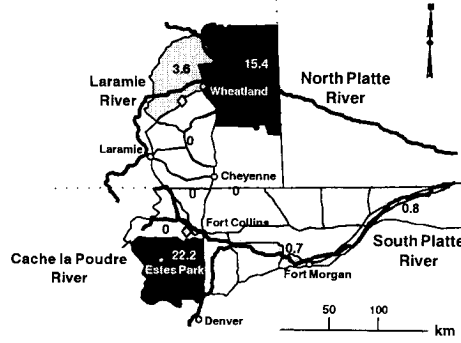 3.6
15.4
Laramie
River
Wheatland
North Platte
River
0
Laramie
Cheyenne
0
0
0.8
0
Fort Collins
South Platte
River
Cache la Poudre
River
22.2
Estes Park
0.7
Fort Morgan
Denver
km
0
50
100